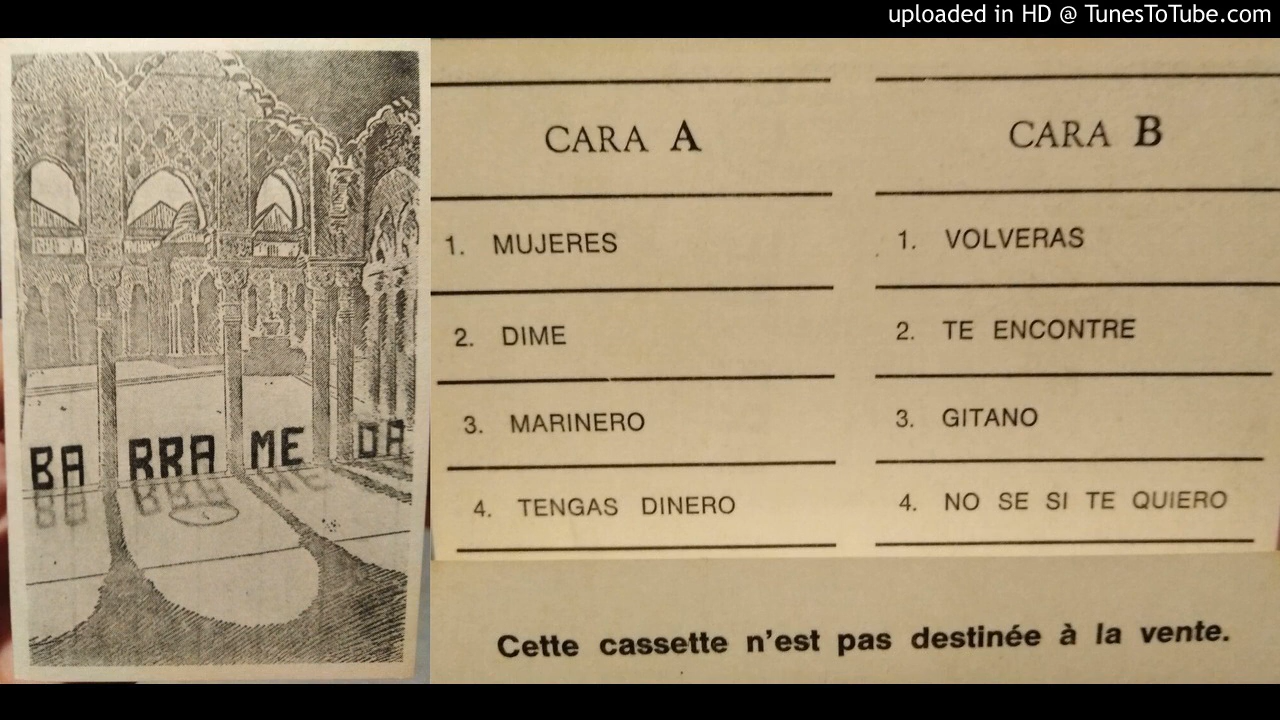 uploaded in HD @ TunesToTube.com
BA RRA ME DA
CARA A
1. MUJERES
2. DIME
3. MARINERO
4. TENGAS DINERO
CARA B
1. VOLVERAS
2. TE ENCONTRE
3. GITANO
4. NO SE SI TE QUIERO
Cette cassette n'est pas destinée à la vente.